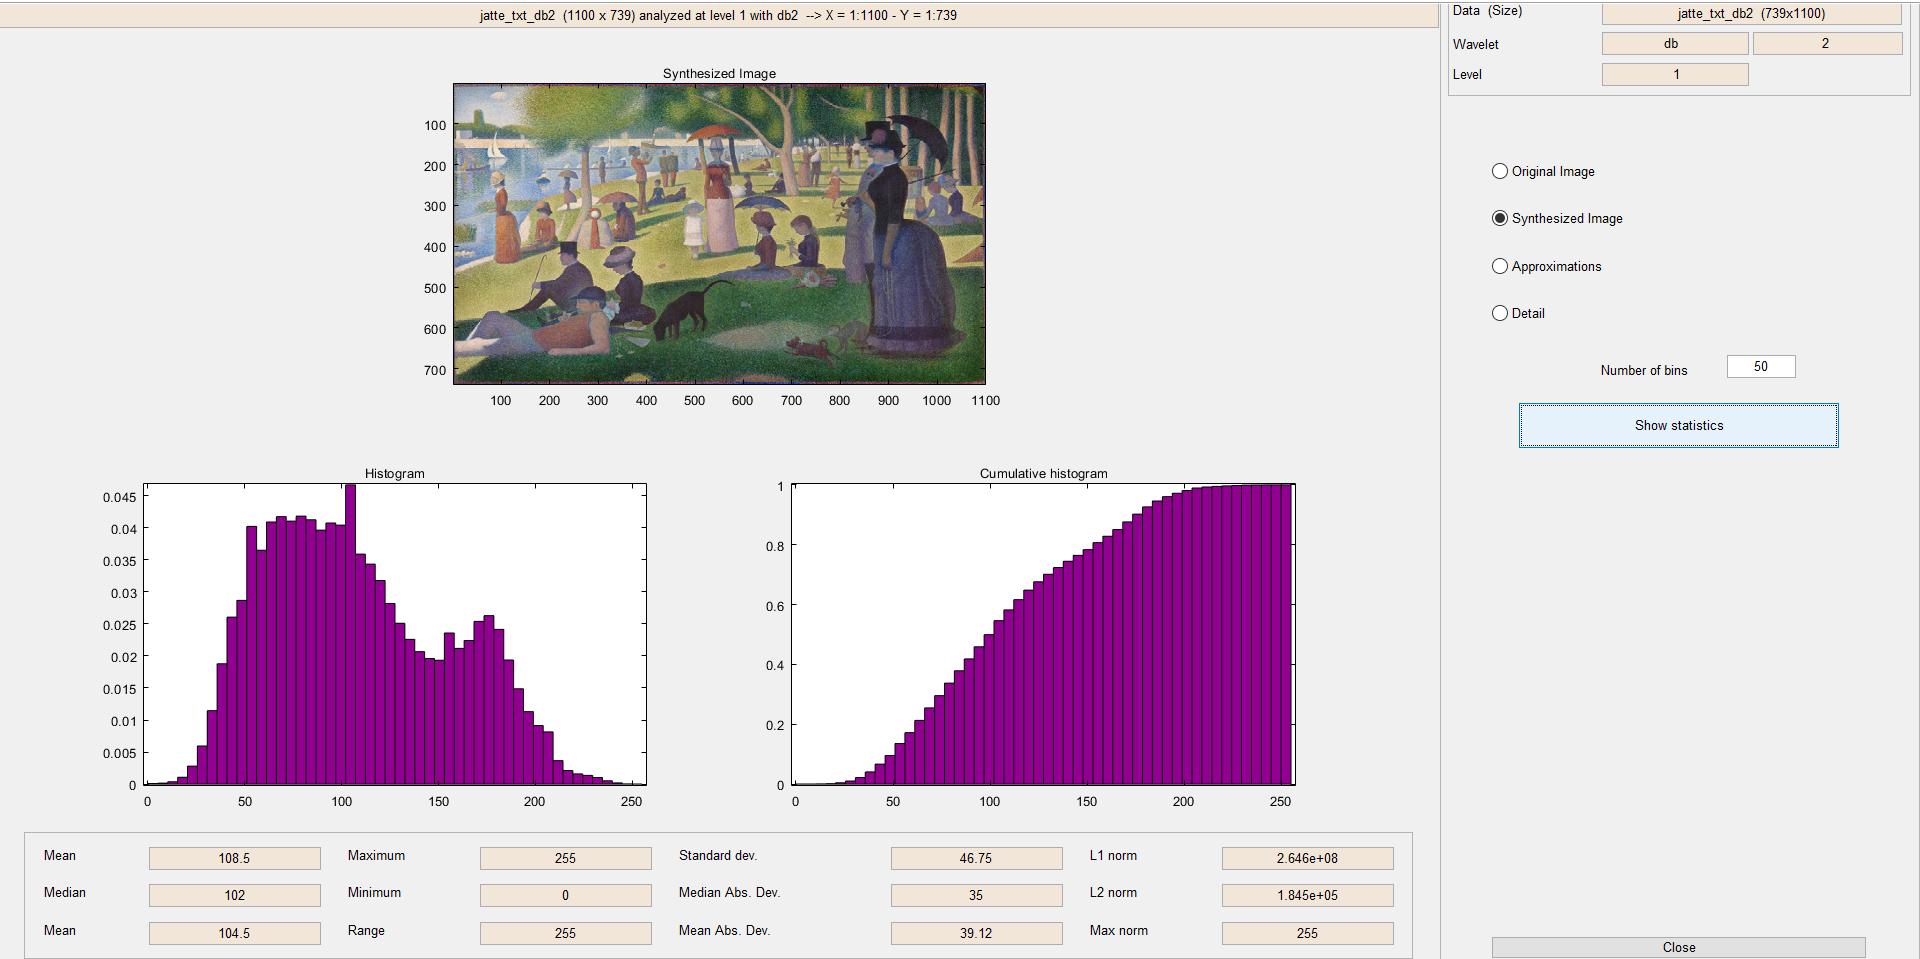 jatte_txt_db2 (1100 x 739) analyzed at level 1 with db2 --> X = 1:1100 - Y = 1:739
Data (Size)
jatte_txt_db2 (739x1100)
Wavelet
db
2
Level
1
Synthesized Image
100
200
300
400
500
600
700
100 200 300 400 500 600 700 800 900 1000 1100
Original Image
Synthesized Image
Approximations
Detail
Number of bins
50
Show statistics
Histogram
0.045
0.04
0.035
0.03
0.025
0.02
0.015
0.01
0.005
0
0 50 100 150 200 250
Cumulative histogram
1
0.8
0.6
0.4
0.2
0
0 50 100 150 200 250
Mean 108.5 Maximum 255 Standard dev. 46.75 L1 norm 2.646e+08
Median 102 Minimum 0 Median Abs. Dev. 35 L2 norm 1.845e+05
Mean 104.5 Range 255 Mean Abs. Dev. 39.12 Max norm 255
Close